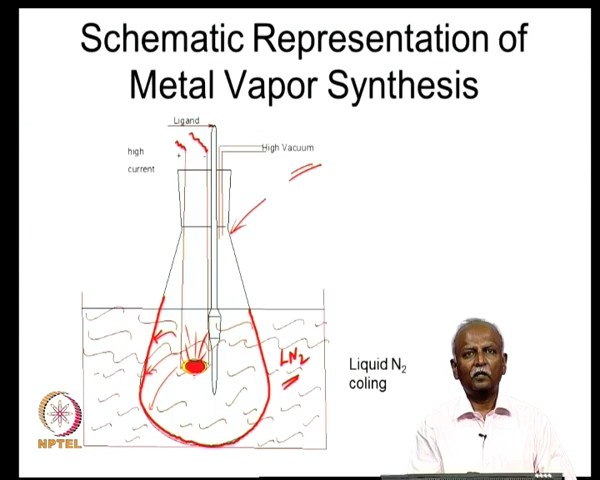 Schematic Representation of
Metal Vapor Synthesis
Ligand
high
current
High Vacuum
LN2
Liquid N2
coling
NPTEL